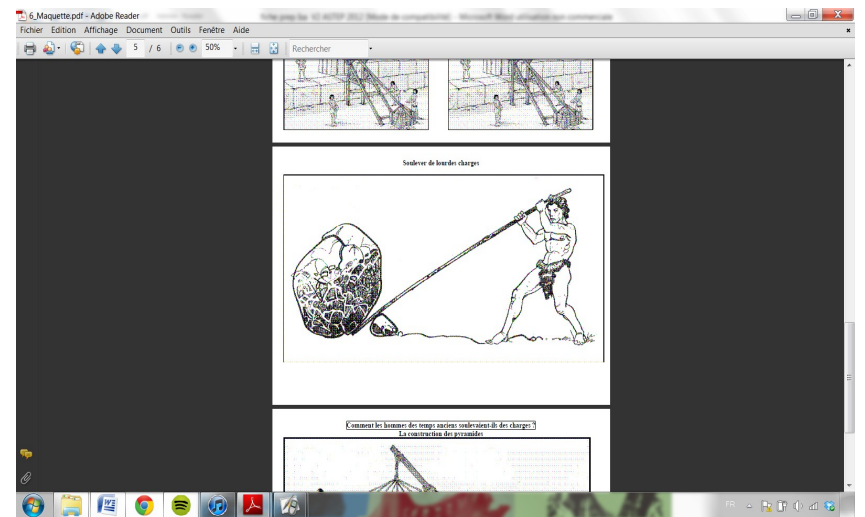 6_Maquette.pdf - Adobe Reader
Fichier Edition Affichage Document Outils Fenêtre Aide
5 / 6 50% Rechercher
Soulever de lourdes charges
Comment les hommes des temps anciens soulevaient-ils des charges ?
La construction des pyramides
FR